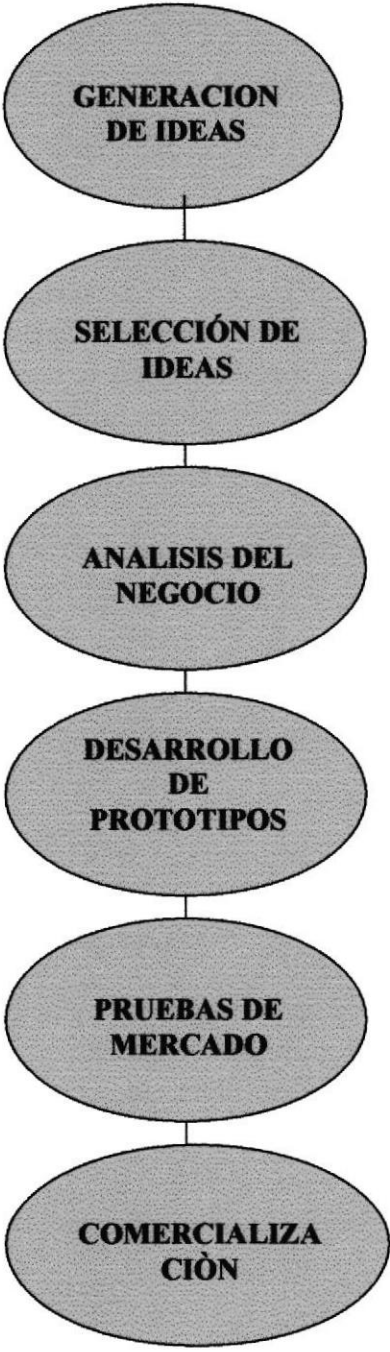 GENERACION
DE IDEAS
SELECCIÓN DE
IDEAS
ANALISIS DEL
NEGOCIO
DESARROLLO
DE
PROTOTIPOS
PRUEBAS DE
MERCADO
COMERCIALIZA
CIÒN